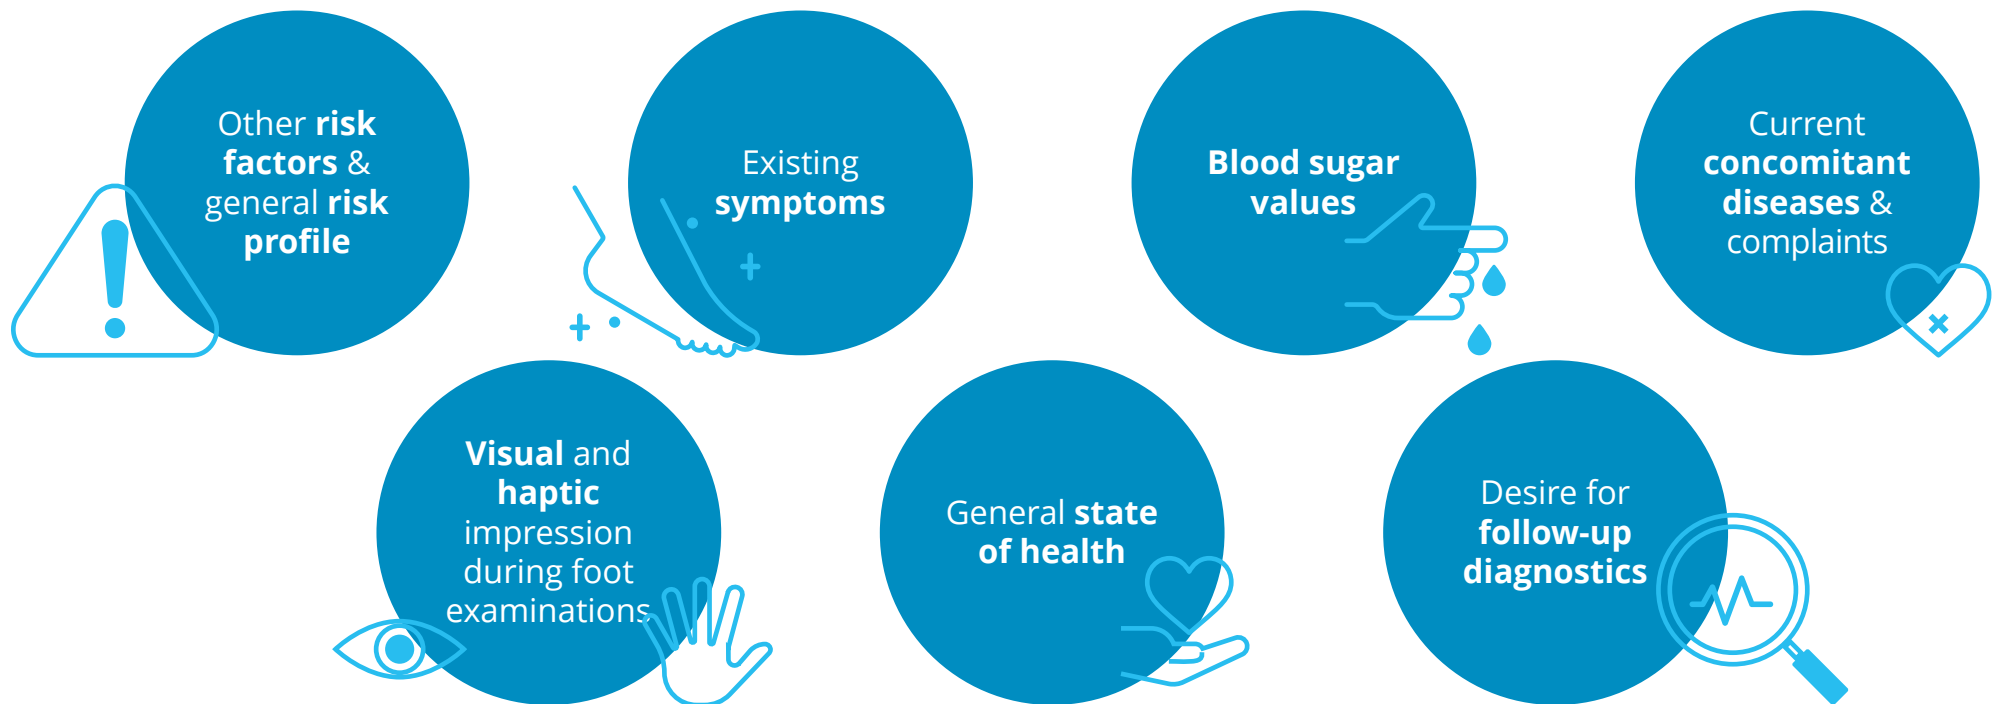 Other risk
factors &
general risk
profile
Existing
symptoms
Blood sugar
values
Current
concomitant
diseases &
complaints
Visual and
haptic
impression
during foot
examinations
General state
of health
Desire for
follow-up
diagnostics